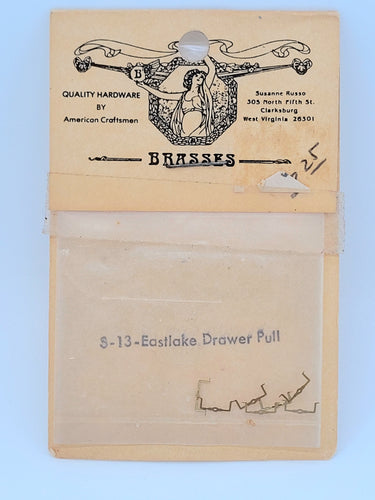 B
QUALITY HARDWARE
BY
American Craftsmen
Susanne Russo
305 North Fifth St.
Clarksburg
West Virginia 26301
BRASSES
25
S-13-Eastlake Drawer Pull